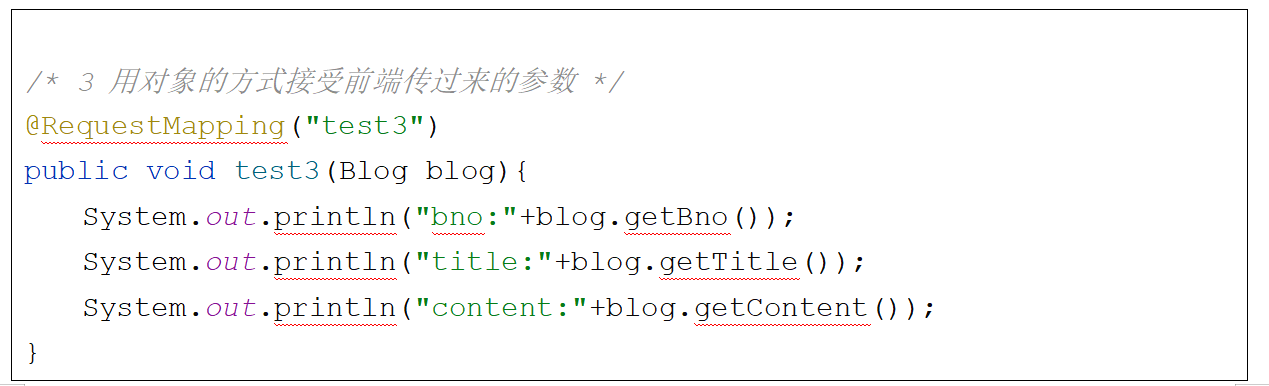 /* 3 用对象的方式接受前端传过来的参数 */
@RequestMapping("test3")
public void test3(Blog blog){
System.out.println("bno:"+blog.getBno());
System.out.println("title:"+blog.getTitle());
System.out.println("content:"+blog.getContent());
}